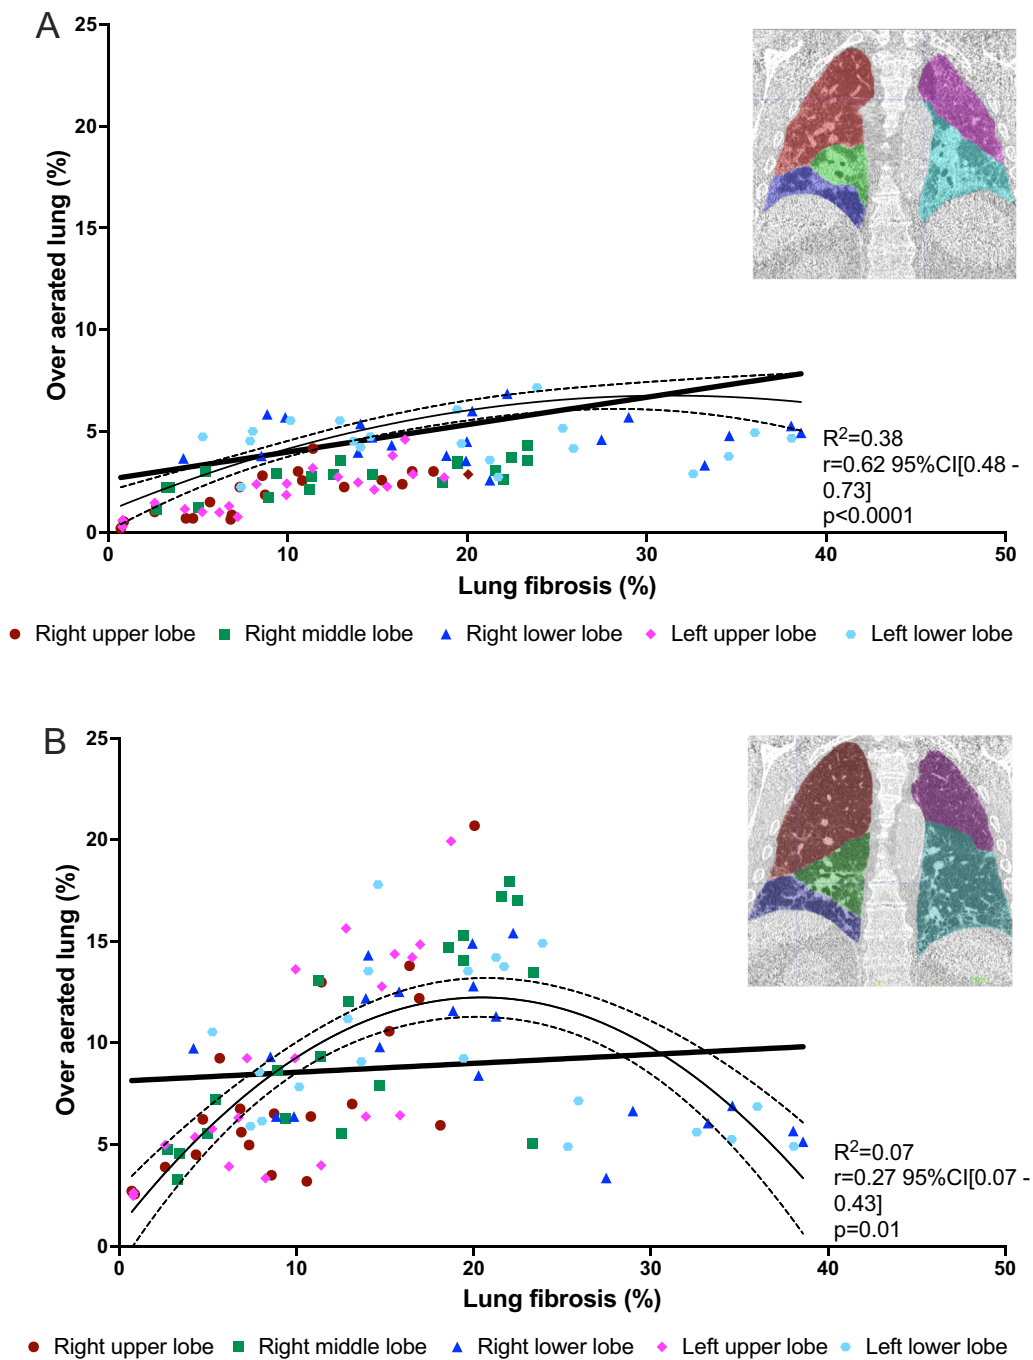 A
25
20
15
10
5
0
Over aerated lung (%)
0 10 20 30 40 50
Lung fibrosis (%)
R²=0.38
r=0.62 95%CI[0.48 -
0.73]
p<0.0001
Right upper lobe Right middle lobe Right lower lobe Left upper lobe Left lower lobe
B
25
20
15
10
5
0
Over aerated lung (%)
0 10 20 30 40 50
Lung fibrosis (%)
R²=0.07
r=0.27 95%CI[0.07 -
0.43]
p=0.01
Right upper lobe Right middle lobe Right lower lobe Left upper lobe Left lower lobe